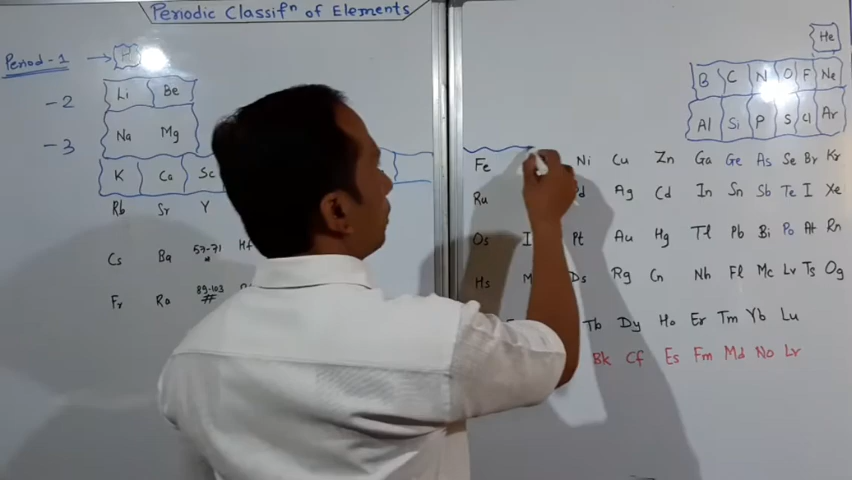 Periodic Classifⁿ of Elements
Period-1 → H He
-2 Li Be B C N O F Ne
-3 Na Mg Al Si P S Cl Ar
K Ca Sc Fe Ni Cu Zn Ga Ge As Se Br Kr
Rb Sr Y Ru Ag Cd In Sn Sb Te I Xe
Cs Ba 57-71 * Hf Os Pt Au Hg Tl Pb Bi Po At Rn
Fr Ra 89-103 # Hs Ds Rg Cn Nh Fl Mc Lv Ts Og
Tb Dy Ho Er Tm Yb Lu
Bk Cf Es Fm Md No Lr